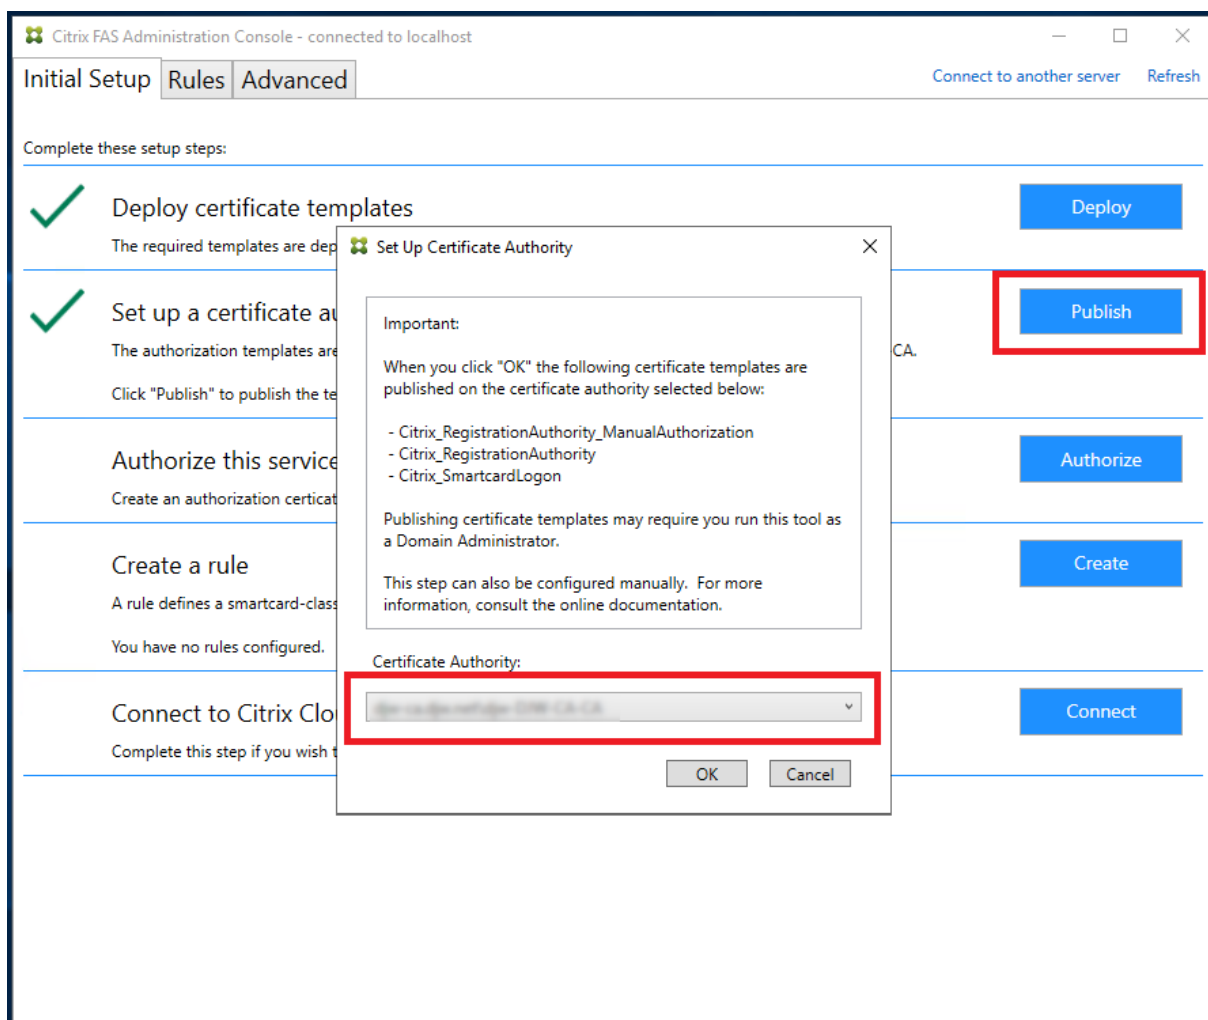 Citrix FAS Administration Console - connected to localhost
Initial Setup Rules Advanced
Connect to another server Refresh
Complete these setup steps:
Deploy certificate templates
Deploy
The required templates are dep
Set Up Certificate Authority
Set up a certificate au
Publish
The authorization templates are
CA.
Click "Publish" to publish the te
Important:
When you click "OK" the following certificate templates are
published on the certificate authority selected below:
- Citrix_RegistrationAuthority_ManualAuthorization
- Citrix_RegistrationAuthority
- Citrix_SmartcardLogon
Publishing certificate templates may require you run this tool as
a Domain Administrator.
This step can also be configured manually. For more
information, consult the online documentation.
Certificate Authority:
OK Cancel
Authorize this service
Authorize
Create an authorization certicat
Create a rule
Create
A rule defines a smartcard-class
You have no rules configured.
Connect to Citrix Clo
Connect
Complete this step if you wish t